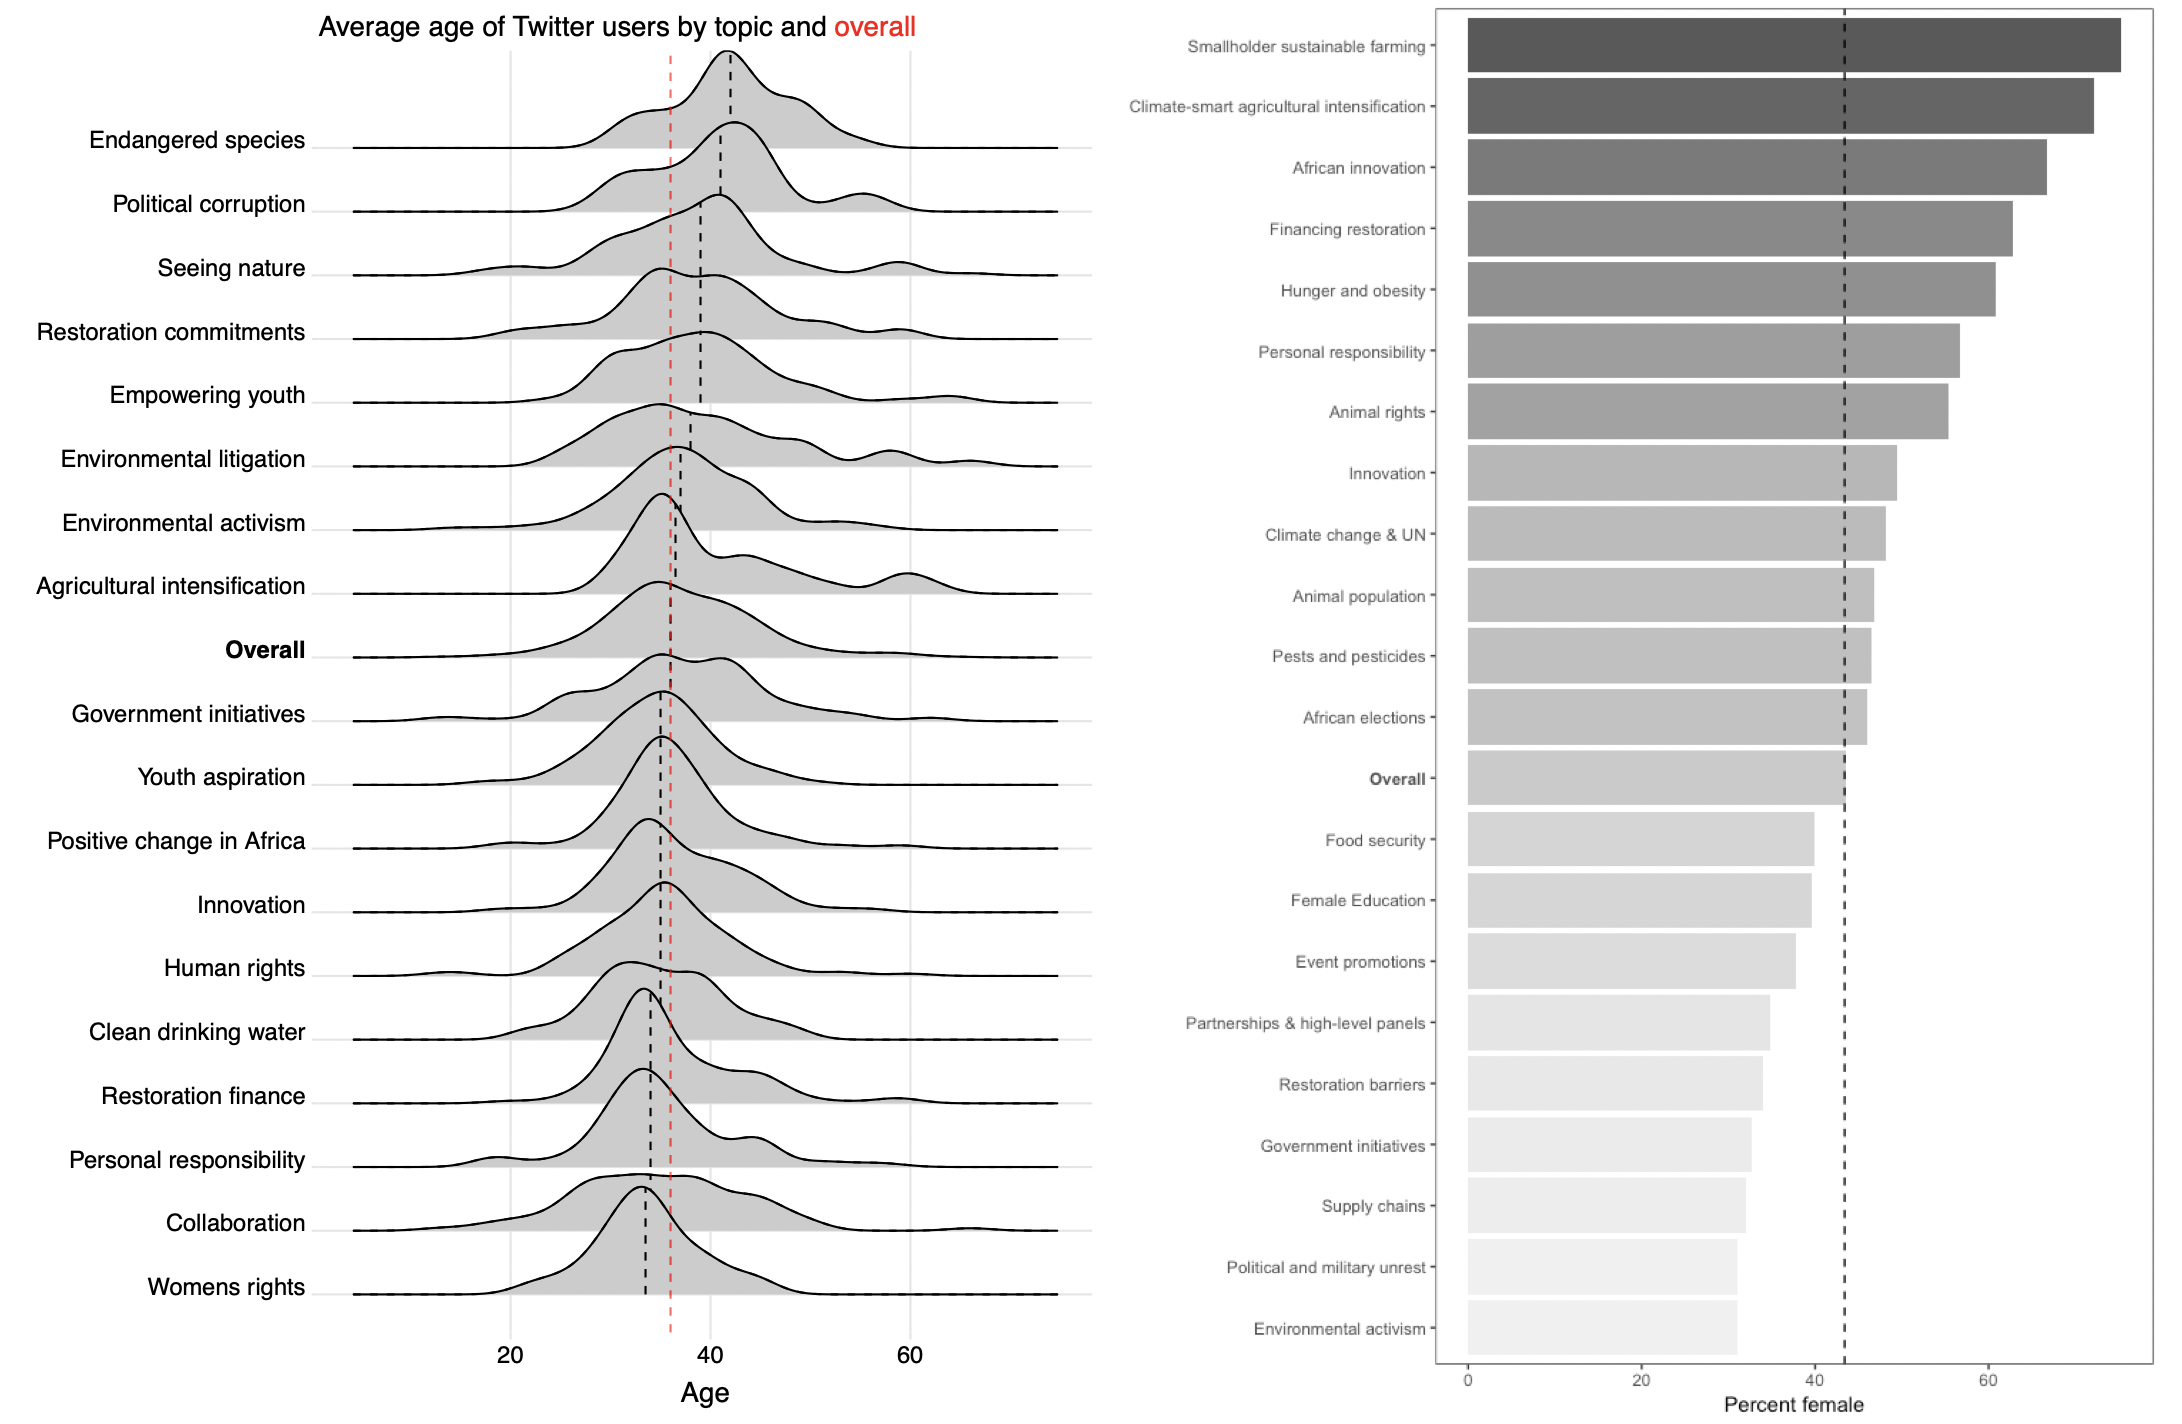 Average age of Twitter users by topic and overall
Endangered species
Political corruption
Seeing nature
Restoration commitments
Empowering youth
Environmental litigation
Environmental activism
Agricultural intensification
Overall
Government initiatives
Youth aspiration
Positive change in Africa
Innovation
Human rights
Clean drinking water
Restoration finance
Personal responsibility
Collaboration
Womens rights
20 40 60
Age
Smallholder sustainable farming
Climate-smart agricultural intensification
African innovation
Financing restoration
Hunger and obesity
Personal responsibility
Animal rights
Innovation
Climate change & UN
Animal population
Pests and pesticides
African elections
Overall
Food security
Female Education
Event promotions
Partnerships & high-level panels
Restoration barriers
Government initiatives
Supply chains
Political and military unrest
Environmental activism
0 20 40 60
Percent female